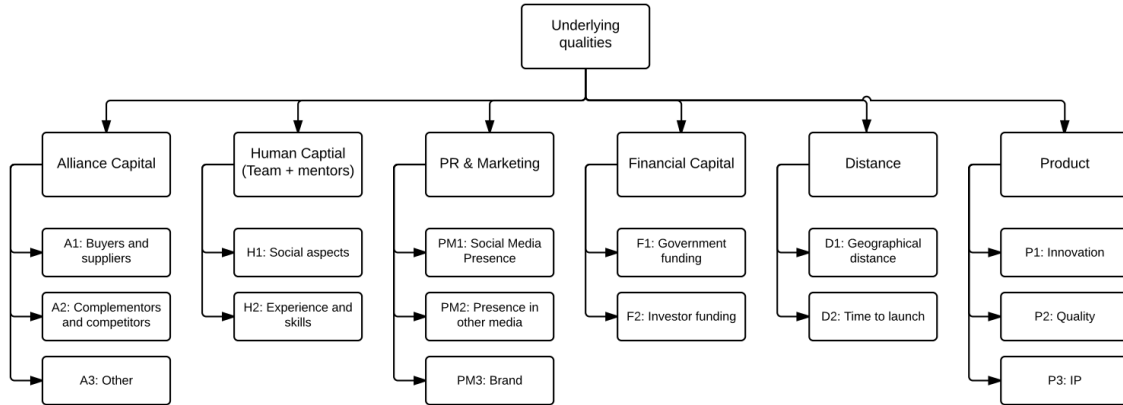 Underlying
qualities
Alliance Capital
Human Captial
(Team + mentors)
PR & Marketing
Financial Capital
Distance
Product
A1: Buyers and
suppliers
H1: Social aspects
PM1: Social Media
Presence
F1: Government
funding
D1: Geographical
distance
P1: Innovation
A2: Complementors
and competitors
H2: Experience and
skills
PM2: Presence in
other media
F2: Investor funding
D2: Time to launch
P2: Quality
A3: Other
PM3: Brand
P3: IP